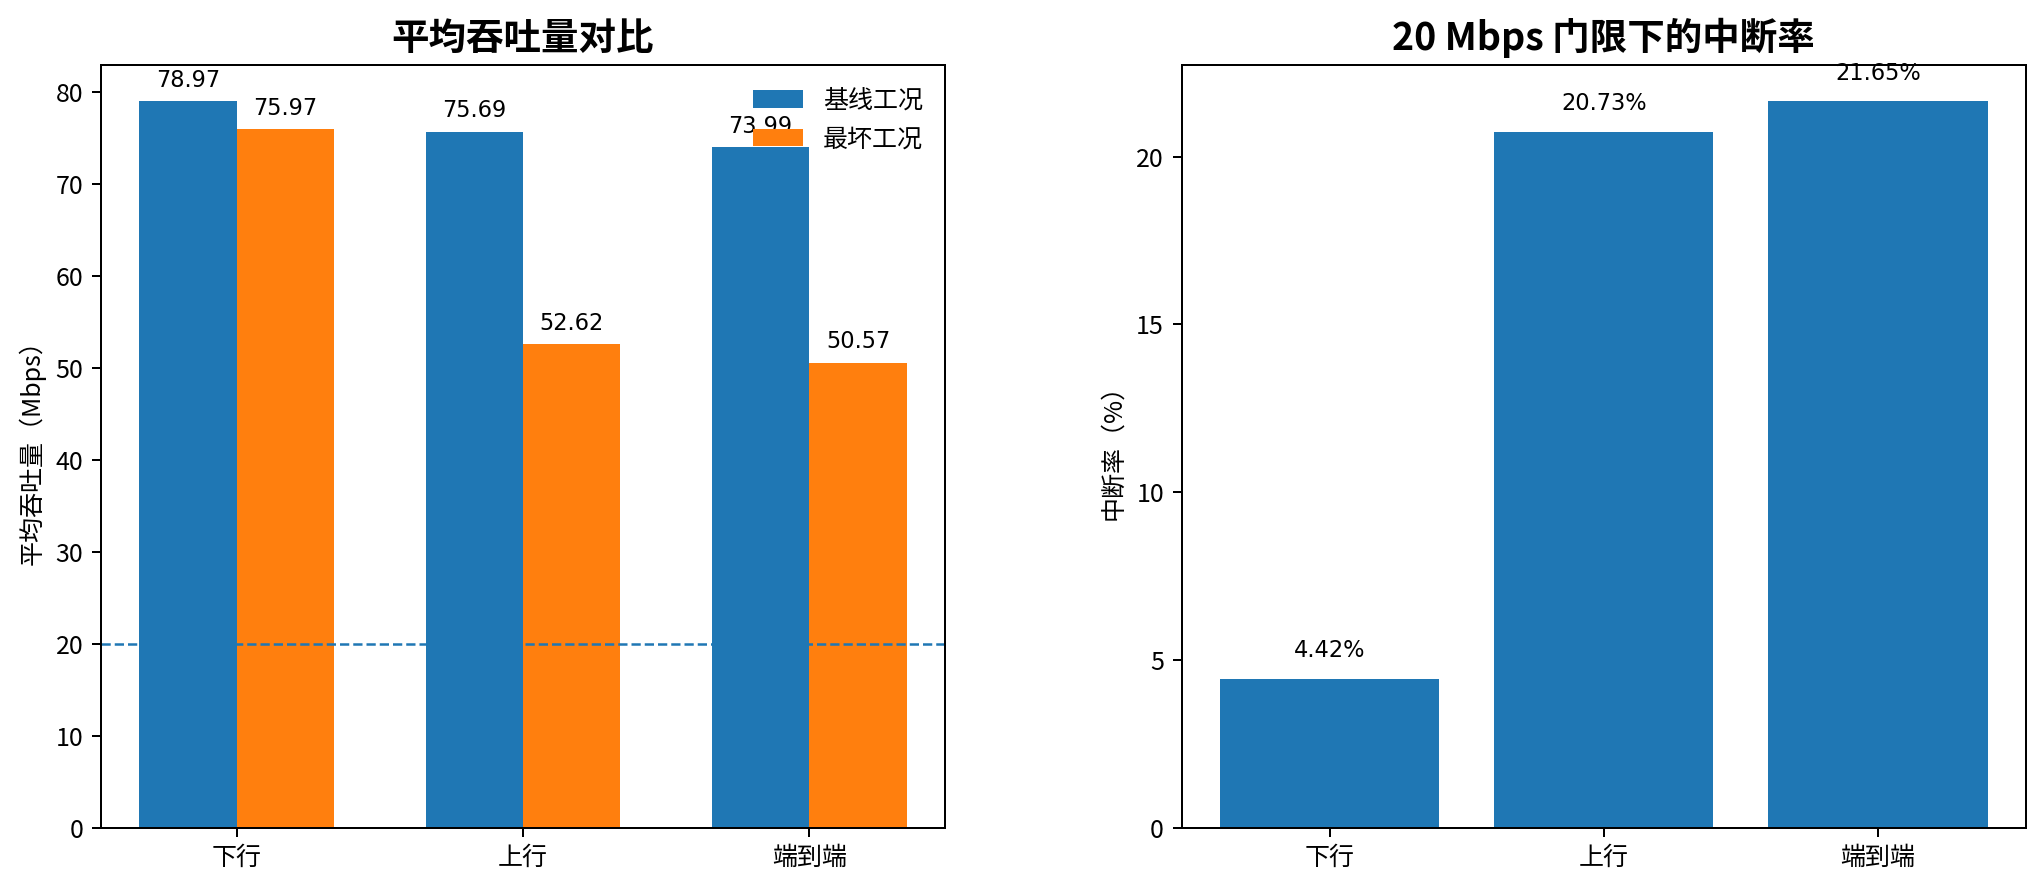 平均吞吐量对比
78.97
75.97
75.69
52.62
73.99
50.57
基线工况
最坏工况
平均吞吐量（Mbps）
80
70
60
50
40
30
20
10
0
下行
上行
端到端
20 Mbps 门限下的中断率
4.42%
20.73%
21.65%
中断率（%）
20
15
10
5
0
下行
上行
端到端